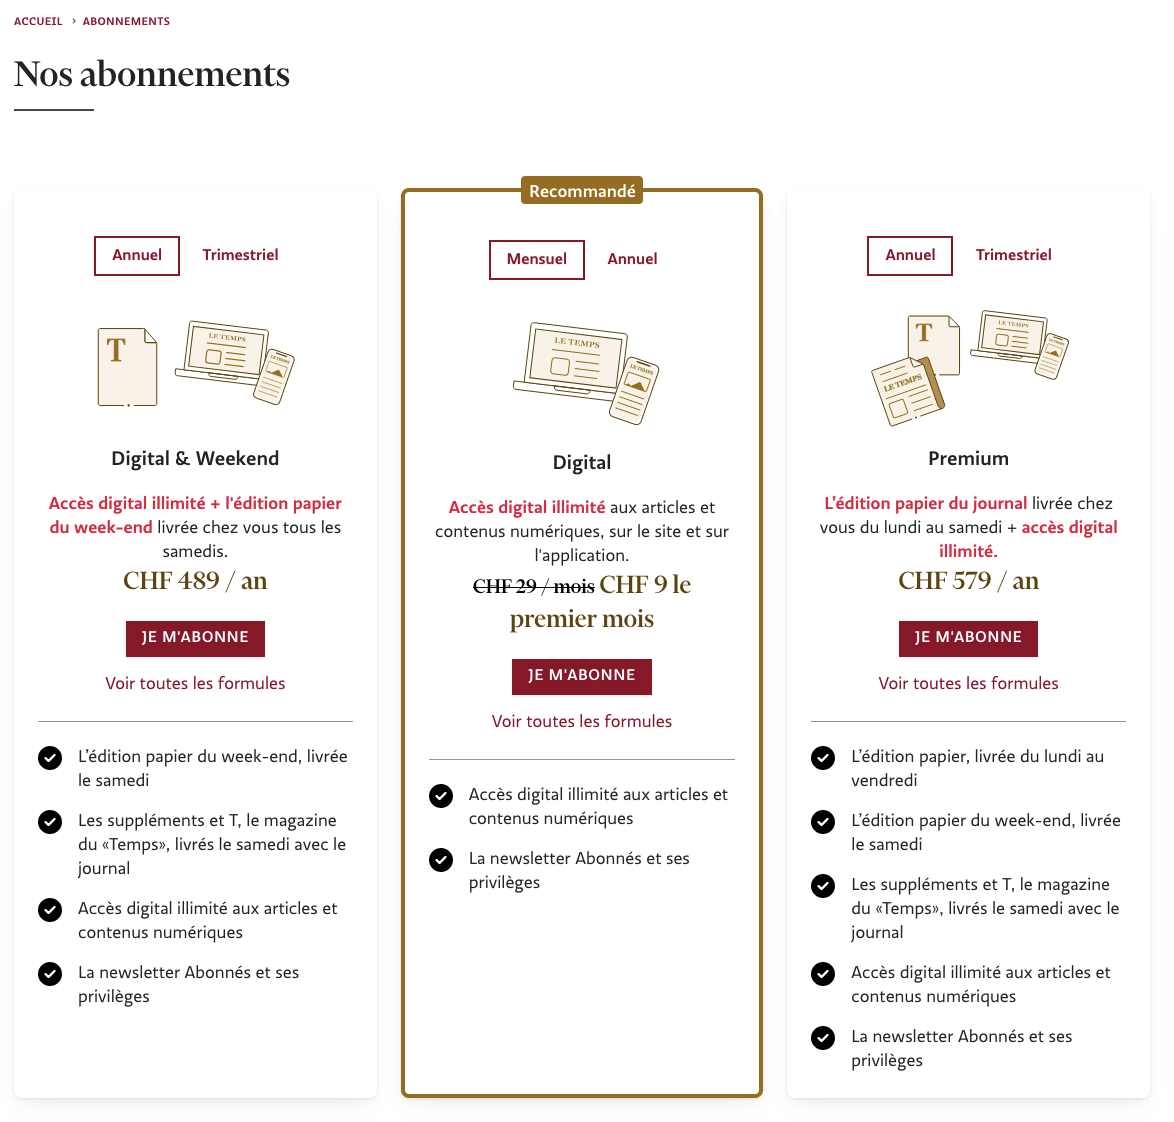 ACCUEIL › ABONNEMENTS
Nos abonnements
Annuel Trimestriel
T
LE TEMPS
LE TEMPS
Digital & Weekend
Accès digital illimité + l'édition papier
du week-end livrée chez vous tous les
samedis.
CHF 489 / an
JE M'ABONNE
Voir toutes les formules
L’édition papier du week-end, livrée
le samedi
Les suppléments et T, le magazine
du «Temps», livrés le samedi avec le
journal
Accès digital illimité aux articles et
contenus numériques
La newsletter Abonnés et ses
privilèges
Recommandé
Mensuel Annuel
LE TEMPS
LE TEMPS
Digital
Accès digital illimité aux articles et
contenus numériques, sur le site et sur
l'application.
CHF 29 / mois CHF 9 le
premier mois
JE M'ABONNE
Voir toutes les formules
Accès digital illimité aux articles et
contenus numériques
La newsletter Abonnés et ses
privilèges
Annuel Trimestriel
T
LE TEMPS
LE TEMPS
LE TEMPS
Premium
L’édition papier du journal livrée chez
vous du lundi au samedi + accès digital
illimité.
CHF 579 / an
JE M'ABONNE
Voir toutes les formules
L’édition papier, livrée du lundi au
vendredi
L’édition papier du week-end, livrée
le samedi
Les suppléments et T, le magazine
du «Temps», livrés le samedi avec le
journal
Accès digital illimité aux articles et
contenus numériques
La newsletter Abonnés et ses
privilèges